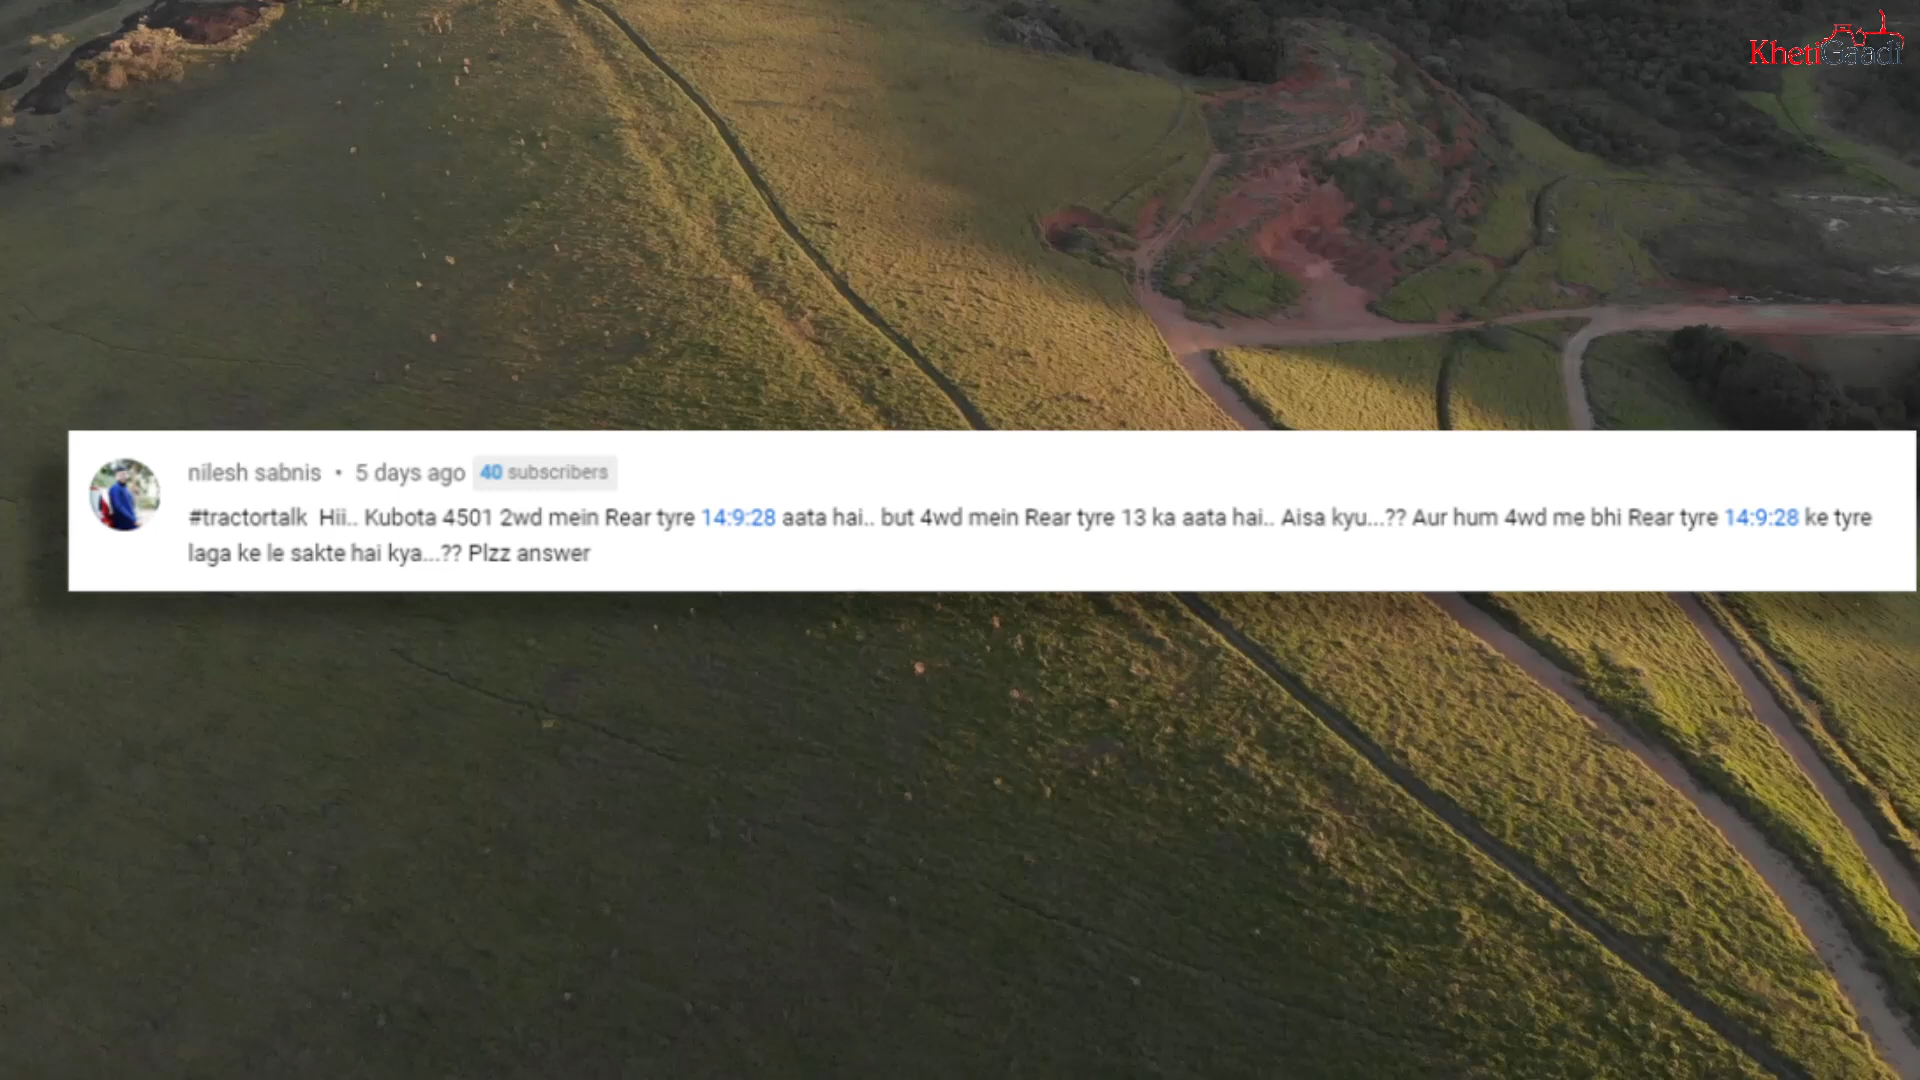 KhetiGaadi
nilesh sabnis • 5 days ago 40 subscribers
#tractortalk Hii.. Kubota 4501 2wd mein Rear tyre 14:9:28 aata hai.. but 4wd mein Rear tyre 13 ka aata hai.. Aisa kyu...?? Aur hum 4wd me bhi Rear tyre 14:9:28 ke tyre
laga ke le sakte hai kya...?? Plzz answer